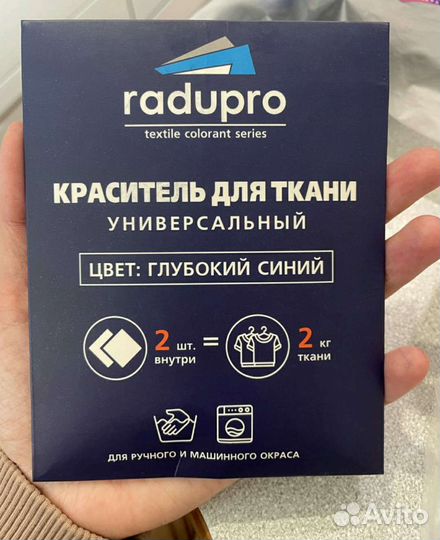 radupro
textile colorant series
КРАСИТЕЛЬ ДЛЯ ТКАНИ
УНИВЕРСАЛЬНЫЙ
ЦВЕТ: ГЛУБОКИЙ СИНИЙ
2 шт. внутри = 2 кг ткани
ДЛЯ РУЧНОГО И МАШИННОГО ОКРАСА
Avito